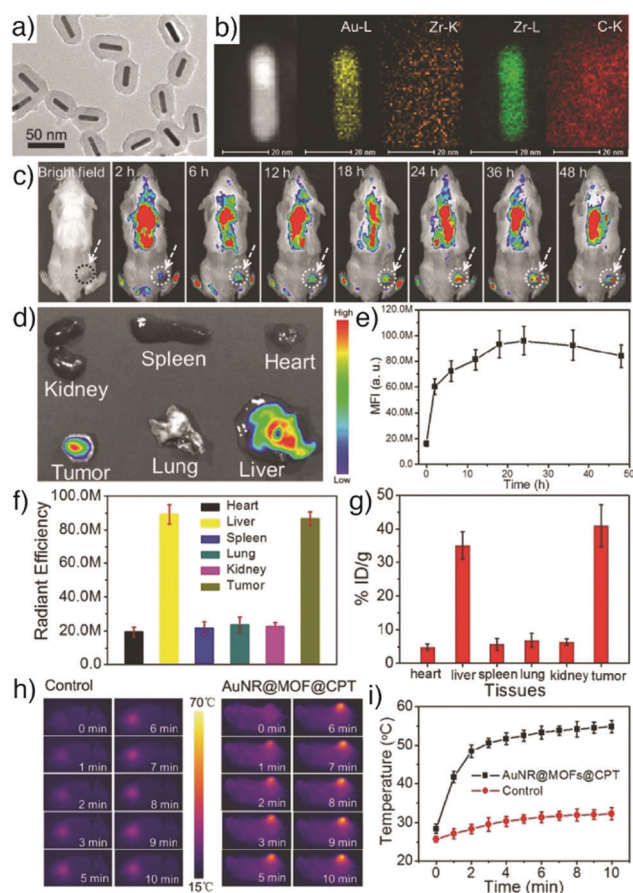 a)
50 nm
b)
Au-L
Zr-K
Zr-L
C-K
20 nm
20 nm
20 nm
20 nm
20 nm
c)
Bright field
2 h
6 h
12 h
18 h
24 h
36 h
48 h
d)
Kidney
Spleen
Heart
Tumor
Lung
Liver
High
Low
e)
MFI (a. u.)
120.0M
100.0M
80.0M
60.0M
40.0M
20.0M
0.0
0 10 20 30 40 50
Time (h)
f)
Radiant Efficiency
100.0M
80.0M
60.0M
40.0M
20.0M
0.0
Heart
Liver
Spleen
Lung
Kidney
Tumor
g)
% ID/g
60
40
20
0
heart liver spleen lung kidney tumor
Tissues
h)
Control
0 min 6 min
1 min 7 min
2 min 8 min
3 min 9 min
5 min 10 min
70℃
15℃
AuNR@MOF@CPT
0 min 6 min
1 min 7 min
2 min 8 min
3 min 9 min
5 min 10 min
i)
Temperature (°C)
60
50
40
30
20
AuNR@MOFs@CPT
Control
0 2 4 6 8 10
Time (min)